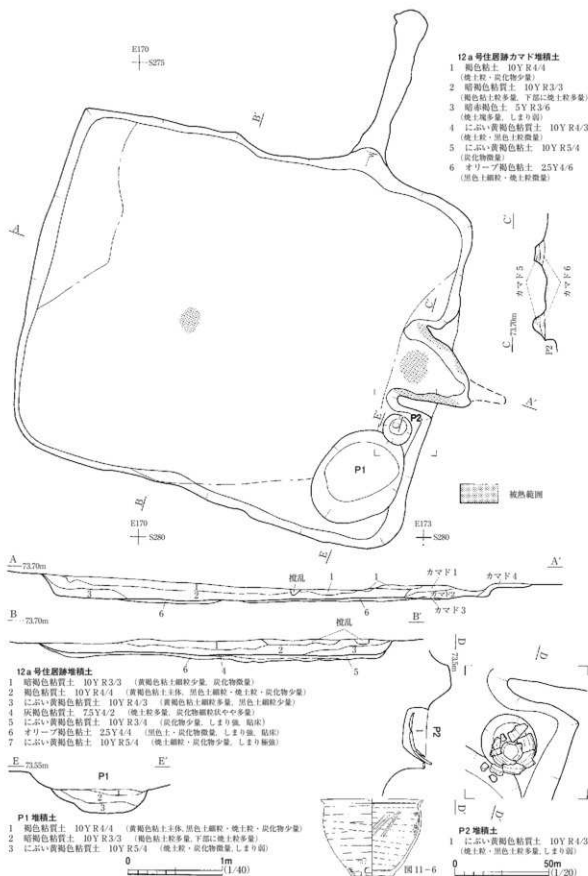 E170
S275
12a号住居跡カマド堆積土
1 褐色粘土 10YR4/4
(焼土粒・炭化物少量)
2 暗褐色粘質土 10YR3/3
(褐色粘土粒多量、下部に焼土粒多量)
3 暗赤褐色土 5YR3/6
(焼土塊多量、しまり弱)
4 にぶい黄褐色粘質土 10YR4/3
(焼土粒・黒色土粒微量)
5 にぶい黄褐色粘土 10YR5/4
(炭化物微量)
6 オリーブ褐色粘土 2.5Y4/6
(黒色土細粒・焼土粒微量)
B'
A
C'
カマド5
カマド6
C 73.70m
P2
C
A'
E'
P2
P1
被熱範囲
B
E
E170
S280
E173
S280
A 73.70m
A'
攪乱
1
1
カマド1
カマド4
カマド2
カマド3
3
2
6
6
B 73.70m
B'
攪乱
2
3
6
4
5
12a号住居跡堆積土
1 暗褐色粘質土 10YR3/3 (黄褐色粘土細粒少量、炭化物微量)
2 褐色粘質土 10YR4/4 (黄褐色粘土主体、黒色土細粒・焼土粒・炭化物少量)
3 にぶい黄褐色粘質土 10YR4/3 (黄褐色粘土細粒多量、黒色土細粒少量)
4 灰褐色粘質土 7.5Y4/2 (焼土粒多量、炭化物細粒状やや多量)
5 にぶい黄褐色粘質土 10YR3/4 (炭化物少量、しまり強、貼床)
6 オリーブ褐色粘土 2.5Y4/4 (黒色土・炭化物微量、しまり強、貼床)
7 にぶい黄褐色粘質土 10YR5/4 (焼土細粒・炭化物少量、しまり極強)
D
73.5m
1
P2
D'
D
D'
E 73.55m
P1
E'
1
2
3
P1堆積土
1 褐色粘質土 10YR4/4 (黄褐色粘土主体、黒色土細粒・焼土粒・炭化物少量)
2 暗褐色粘質土 10YR3/3 (褐色粘土粒多量、下部に焼土粒多量)
3 にぶい黄褐色粘質土 10YR5/4 (焼土粒・炭化物微量、しまり弱)
0 1m
(1/40)
図11-6
P2堆積土
1 にぶい黄褐色粘質土 10YR4/3
(焼土粒・黒色土粒多量、しまり弱)
0 50m
(1/20)